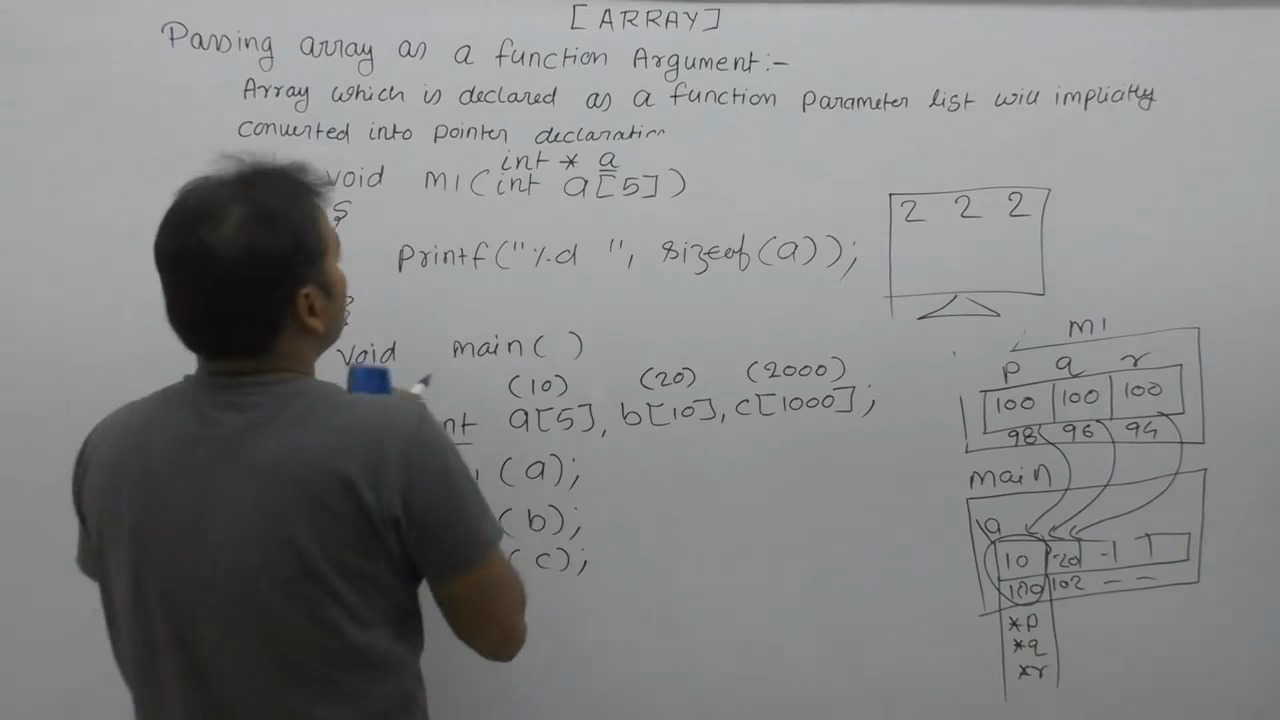 [ARRAY]
Passing array as a function Argument:-
Array which is declared as a function parameter list will implicitly
converted into pointer declaration
int * a
void m1(int a[5])
{
printf("%d ", sizeof(a));
}
2 2 2
void main( )
(10) (20) (2000)
a[5], b[10], c[1000];
(a);
(b);
(c);
m1
p q r
100 100 100
98 96 94
main
a
10 20 -1
100 102 - -
*p
*q
*r